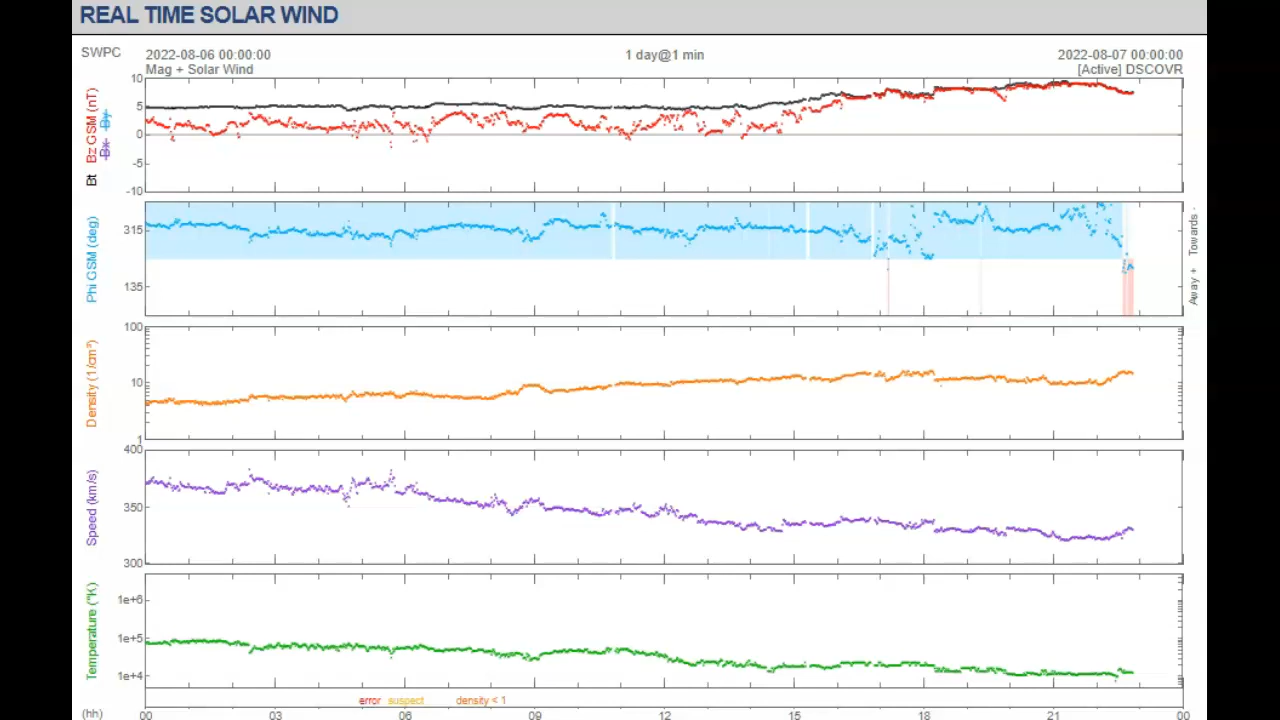 REAL TIME SOLAR WIND
SWPC
2022-08-06 00:00:00
1 day@1 min
2022-08-07 00:00:00
Mag + Solar Wind
[Active] DSCOVR
Bt Bz GSM (nT)
Bx By
10
5
0
-5
-10
Phi GSM (deg)
315
135
Away + Towards -
Density (1/cm³)
100
10
1
Speed (km/s)
400
350
300
Temperature (°K)
1e+6
1e+5
1e+4
error suspect density < 1
(hh) 00 03 06 09 12 15 18 21 00